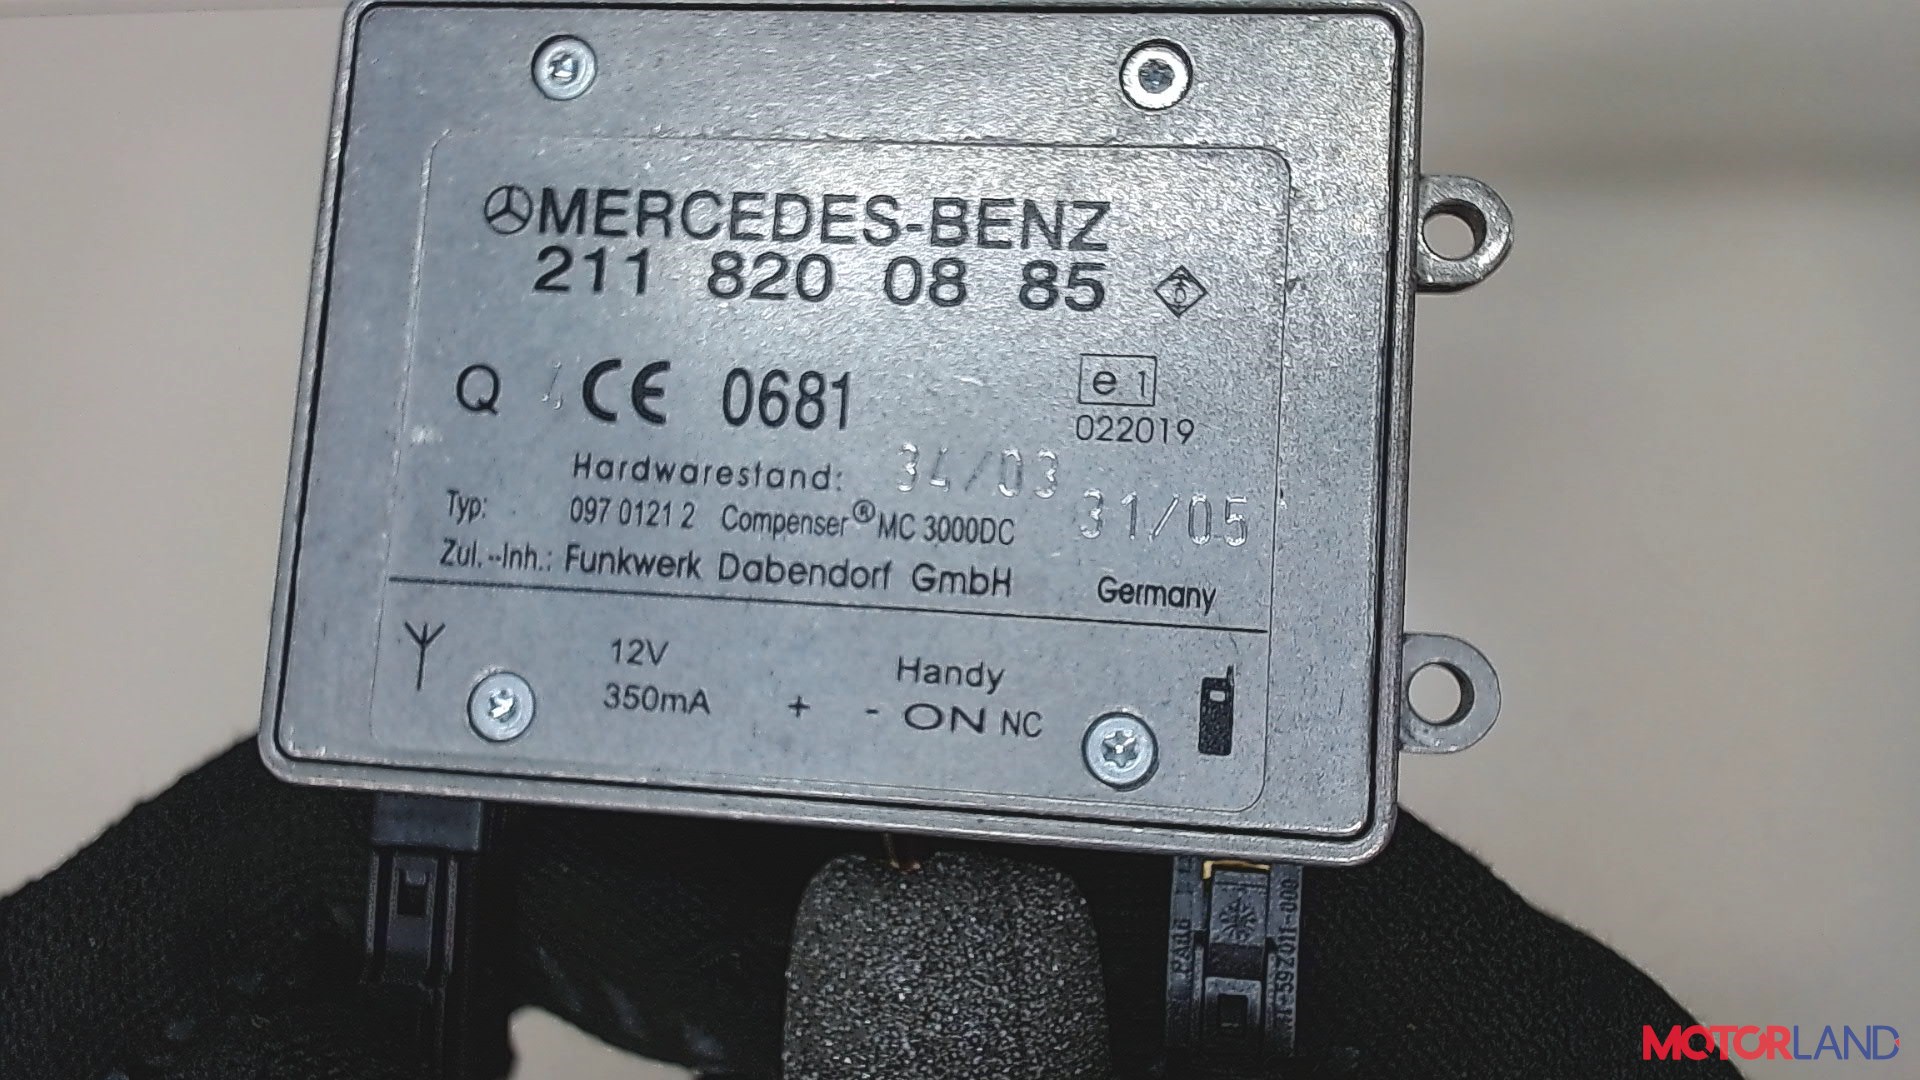 MERCEDES-BENZ
211 820 08 85
Q CE 0681 e 1
022019
Hardwarestand: 34/03
Typ: 097 0121 2 Compenser® MC 3000DC 31/05
Zul.--Inh.: Funkwerk Dabendorf GmbH Germany
12V Handy
350mA + - ON NC
MOTORLAND